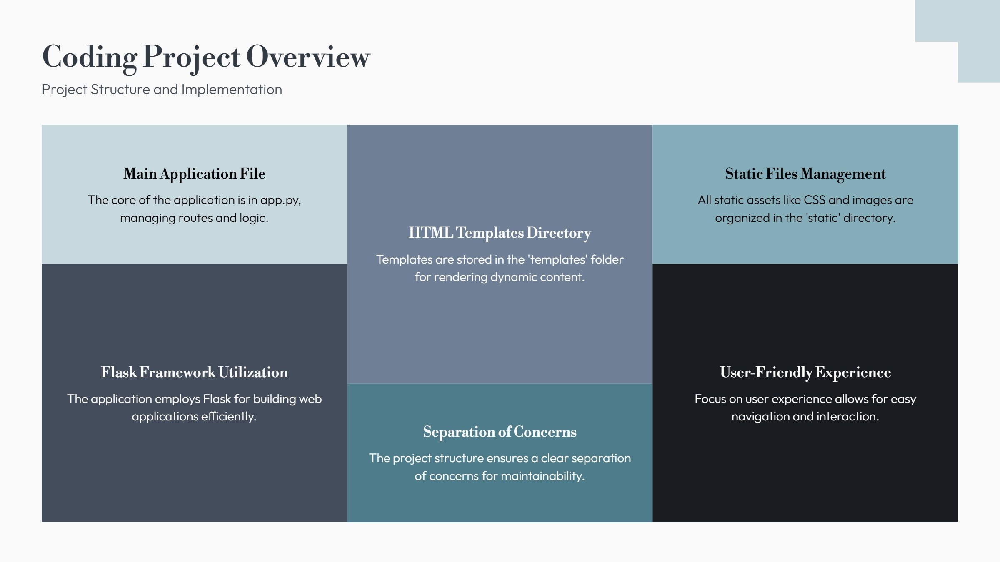 Coding Project Overview
Project Structure and Implementation
Main Application File
The core of the application is in app.py,
managing routes and logic.
HTML Templates Directory
Templates are stored in the 'templates' folder
for rendering dynamic content.
Static Files Management
All static assets like CSS and images are
organized in the 'static' directory.
Flask Framework Utilization
The application employs Flask for building web
applications efficiently.
Separation of Concerns
The project structure ensures a clear separation
of concerns for maintainability.
User-Friendly Experience
Focus on user experience allows for easy
navigation and interaction.